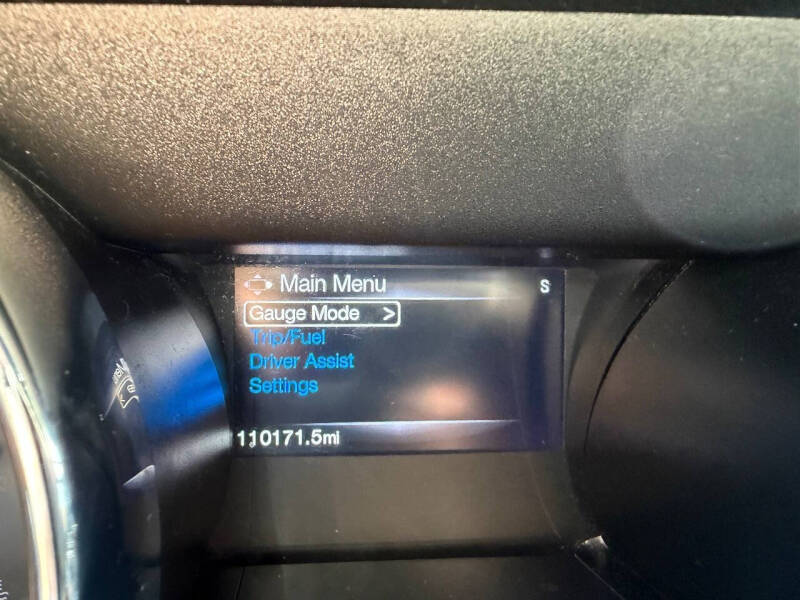 Main Menu
S
Gauge Mode >
Trip/Fuel
Driver Assist
Settings
110171.5mi